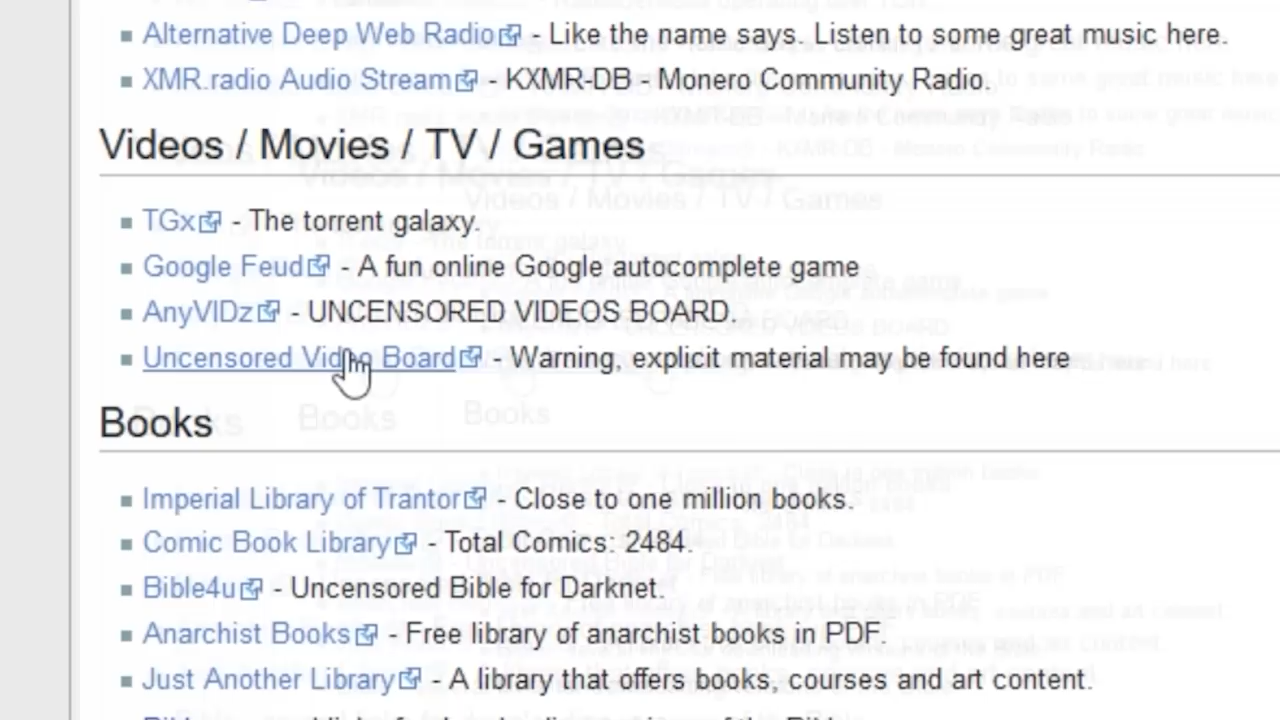 Alternative Deep Web Radio - Like the name says. Listen to some great music here.
XMR.radio Audio Stream - KXMR-DB - Monero Community Radio.
Videos / Movies / TV / Games
TGx - The torrent galaxy.
Google Feud - A fun online Google autocomplete game
AnyVIDz - UNCENSORED VIDEOS BOARD.
Uncensored Video Board - Warning, explicit material may be found here
Books
Imperial Library of Trantor - Close to one million books.
Comic Book Library - Total Comics: 2484.
Bible4u - Uncensored Bible for Darknet.
Anarchist Books - Free library of anarchist books in PDF.
Just Another Library - A library that offers books, courses and art content.